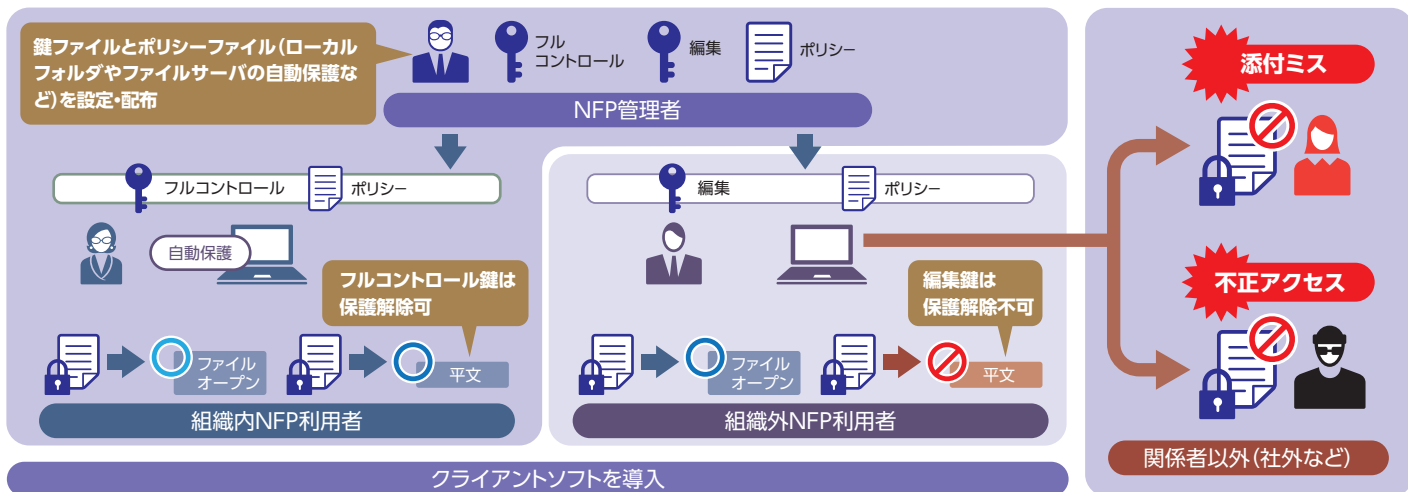 鍵ファイルとポリシーファイル（ローカル
フォルダやファイルサーバの自動保護な
ど）を設定・配布
フル
コントロール
編集
ポリシー
NFP管理者
フルコントロール
ポリシー
自動保護
フルコントロール鍵は
保護解除可
ファイル
オープン
平文
組織内NFP利用者
編集
ポリシー
編集鍵は
保護解除不可
ファイル
オープン
平文
組織外NFP利用者
クライアントソフトを導入
添付ミス
不正アクセス
関係者以外（社外など）